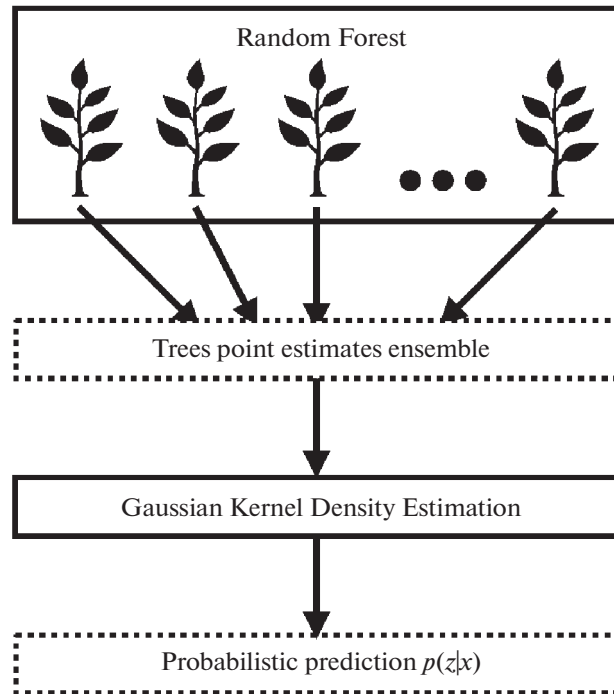 Random Forest
Trees point estimates ensemble
Gaussian Kernel Density Estimation
Probabilistic prediction p(z|x)